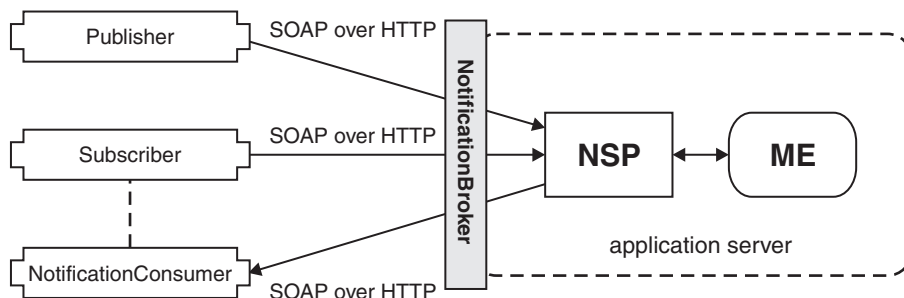 Publisher
SOAP over HTTP
NotificationBroker
Subscriber
SOAP over HTTP
NSP
ME
NotificationConsumer
SOAP over HTTP
application server